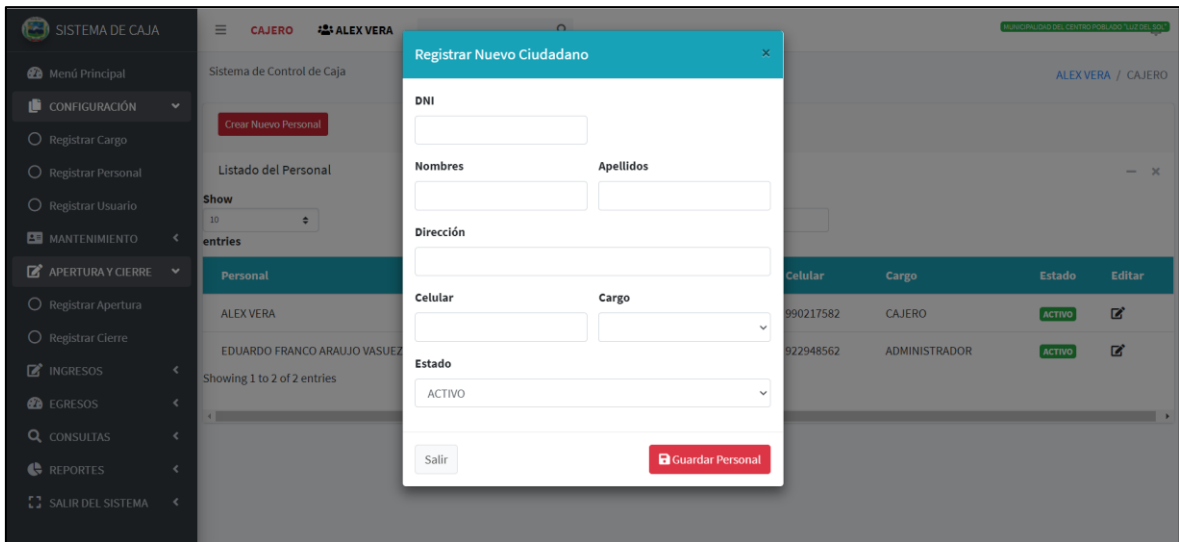 SISTEMA DE CAJA
CAJERO
ALEX VERA
MUNICIPALIDAD DEL CENTRO POBLADO "LUZ DEL SOL"
Menú Principal
CONFIGURACIÓN
Registrar Cargo
Registrar Personal
Registrar Usuario
MANTENIMIENTO
APERTURA Y CIERRE
Registrar Apertura
Registrar Cierre
INGRESOS
EGRESOS
CONSULTAS
REPORTES
SALIR DEL SISTEMA
Sistema de Control de Caja
ALEX VERA / CAJERO
Crear Nuevo Personal
Listado del Personal
Show
10
entries
Personal
Celular
Cargo
Estado
Editar
ALEX VERA
990217582
CAJERO
ACTIVO
EDUARDO FRANCO ARAUJO VASUEZ
922948562
ADMINISTRADOR
ACTIVO
Showing 1 to 2 of 2 entries
Registrar Nuevo Ciudadano
×
DNI
Nombres
Apellidos
Dirección
Celular
Cargo
Estado
ACTIVO
Salir
Guardar Personal